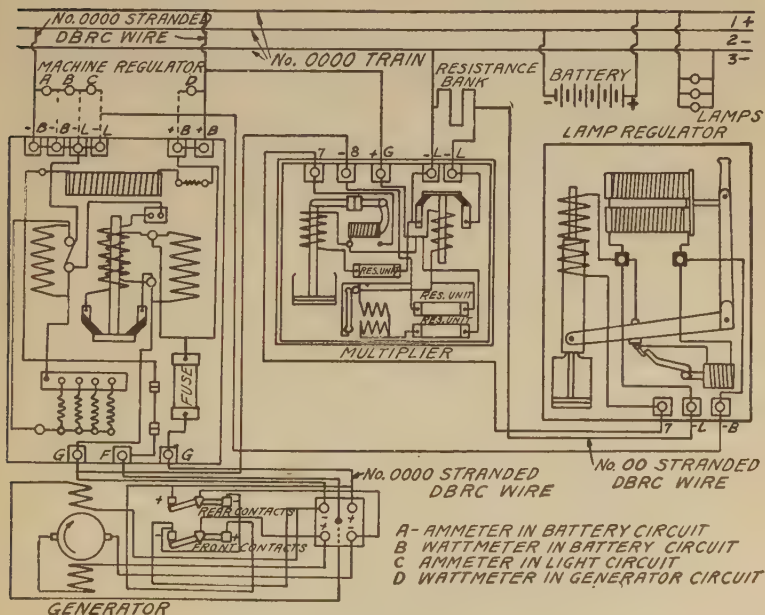 No. 0000 STRANDED
DBRC WIRE
No. 0000 TRAIN
1+
2-
3-
MACHINE REGULATOR
A B C D
RESISTANCE
BANK
BATTERY
- +
LAMPS
LAMP REGULATOR
-B -B -L -L +B +B
7 -B +G -L -L
RES. UNIT
RES. UNIT
RES. UNIT
MULTIPLIER
FUSE
7 -L -B
G F G
No. 0000 STRANDED
DBRC WIRE
No. 00 STRANDED
DBRC WIRE
+ -
REAR CONTACTS
- +
FRONT CONTACTS
- +
- +
+ -
GENERATOR
A- AMMETER IN BATTERY CIRCUIT
B WATTMETER IN BATTERY CIRCUIT
C AMMETER IN LIGHT CIRCUIT
D WATTMETER IN GENERATOR CIRCUIT